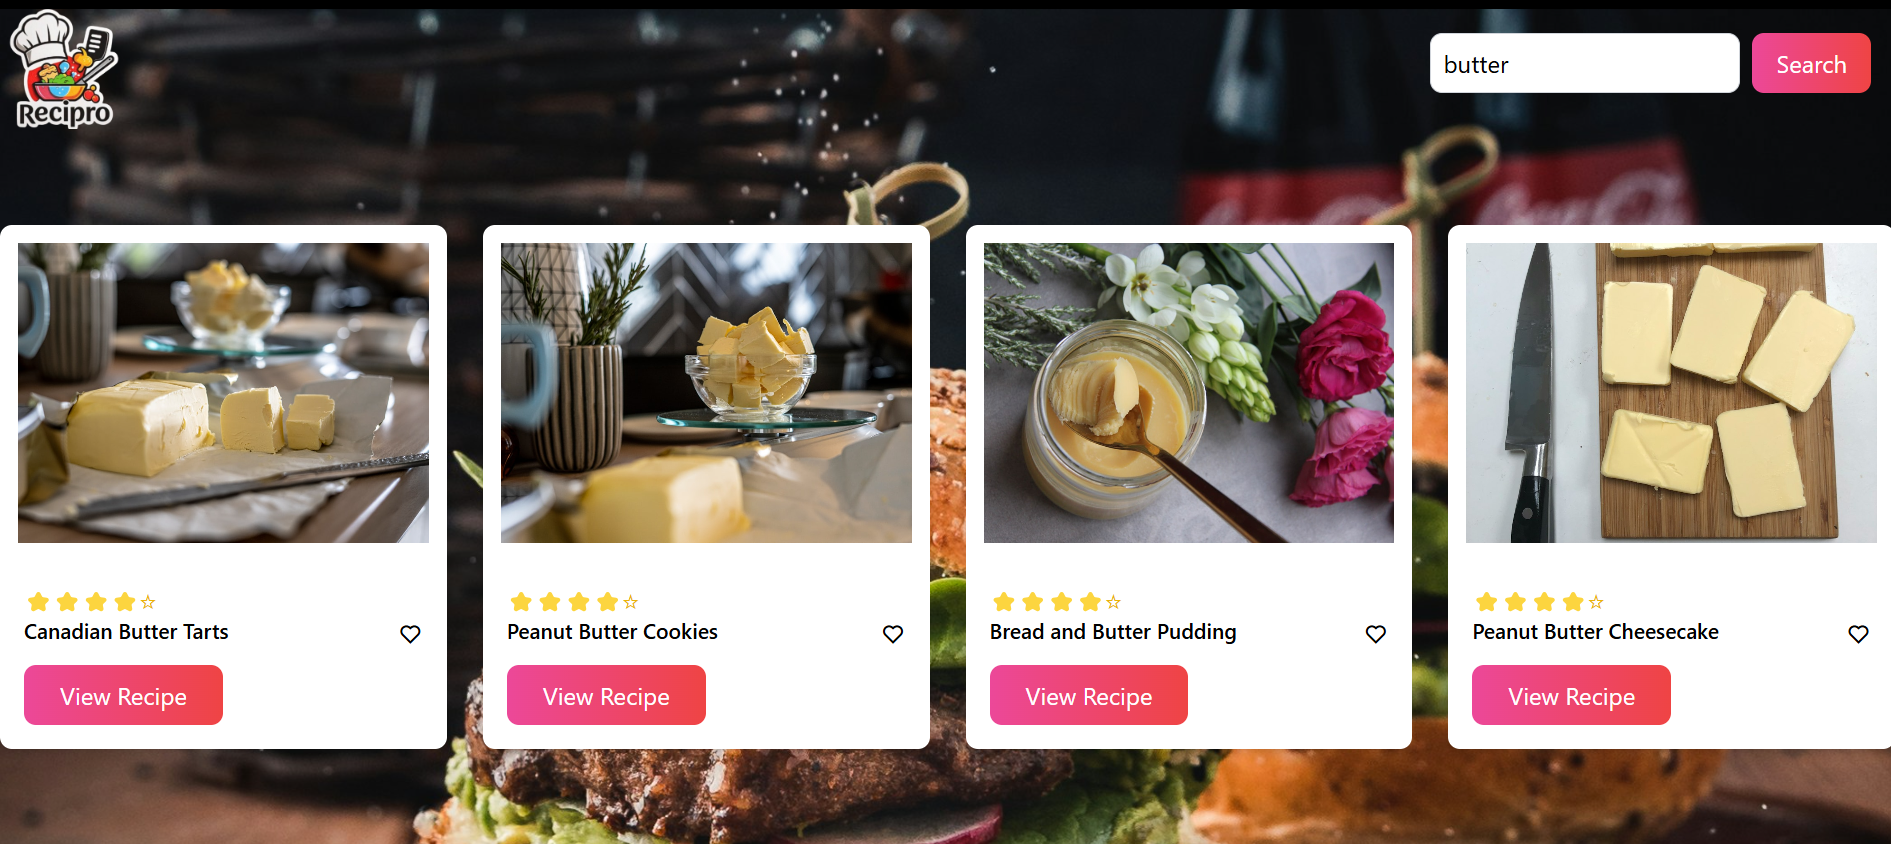 Recipro
butter
Search
Canadian Butter Tarts
Peanut Butter Cookies
Bread and Butter Pudding
Peanut Butter Cheesecake
View Recipe
View Recipe
View Recipe
View Recipe